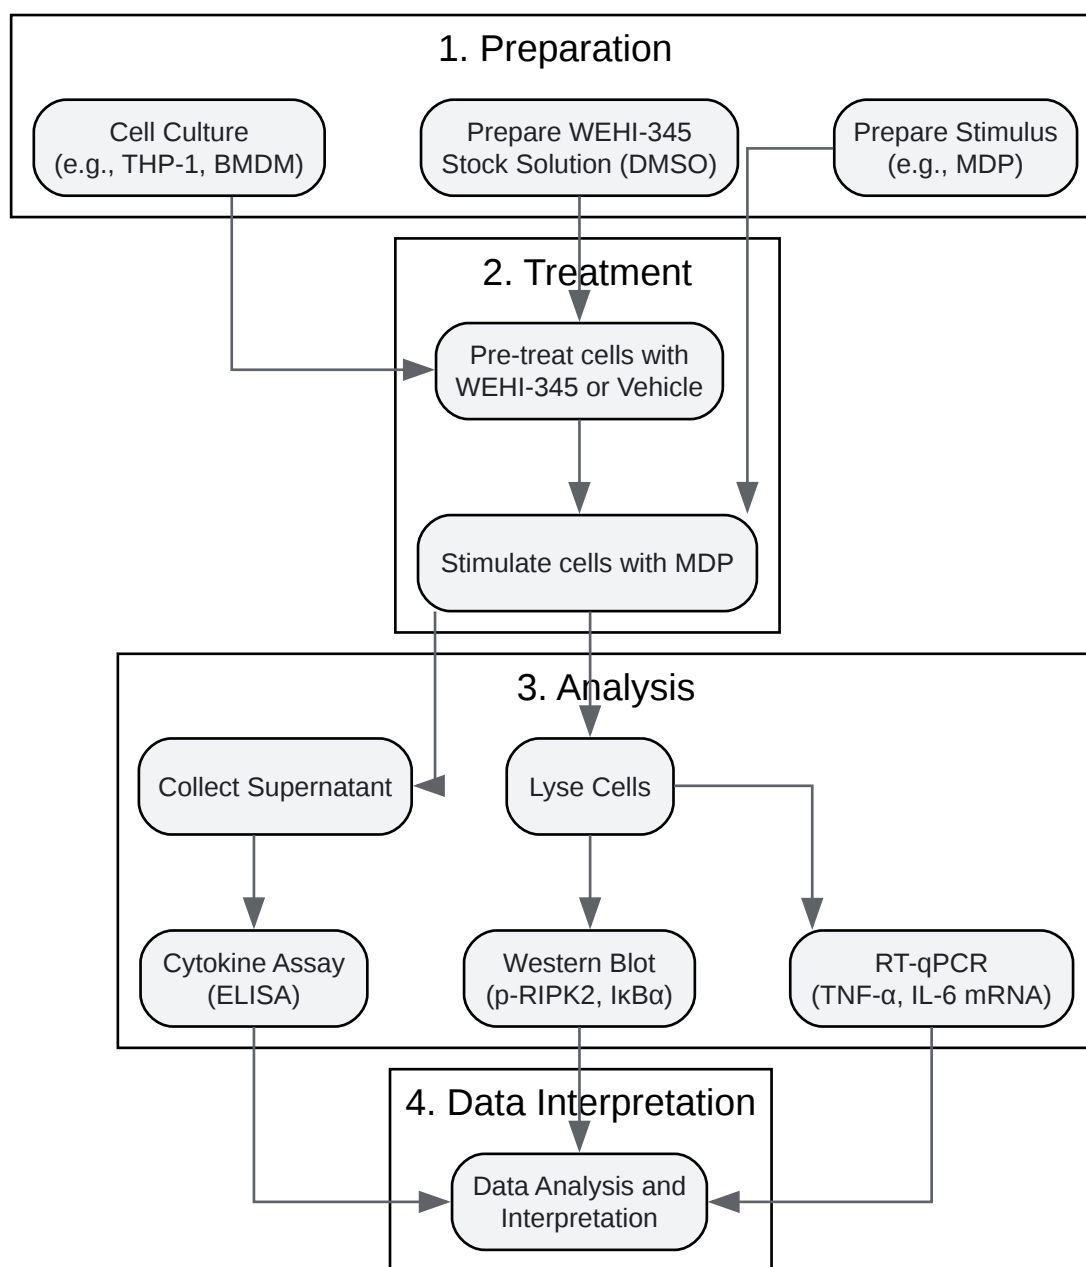 1. Preparation
Cell Culture
(e.g., THP-1, BMDM)
Prepare WEHI-345
Stock Solution (DMSO)
Prepare Stimulus
(e.g., MDP)
2. Treatment
Pre-treat cells with
WEHI-345 or Vehicle
Stimulate cells with MDP
3. Analysis
Collect Supernatant
Lyse Cells
Cytokine Assay
(ELISA)
Western Blot
(p-RIPK2, IκBα)
RT-qPCR
(TNF-α, IL-6 mRNA)
4. Data Interpretation
Data Analysis and
Interpretation